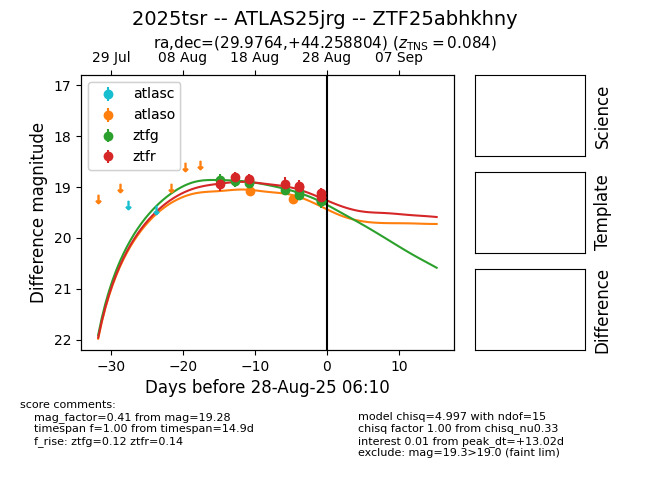 2025tsr -- ATLAS25jrg -- ZTF25abhkhny
ra,dec=(29.9764,+44.258804) (z_TNS = 0.084)
29 Jul 08 Aug 18 Aug 28 Aug 07 Sep
atlasc
atlaso
ztfg
ztfr
Difference magnitude
17
18
19
20
21
22
−30 −20 −10 0 10
Days before 28-Aug-25 06:10
Science
Template
Difference
score comments:
mag_factor=0.41 from mag=19.28
timespan f=1.00 from timespan=14.9d
f_rise: ztfg=0.12 ztfr=0.14
model chisq=4.997 with ndof=15
chisq factor 1.00 from chisq_nu0.33
interest 0.01 from peak_dt=+13.02d
exclude: mag=19.3>19.0 (faint lim)